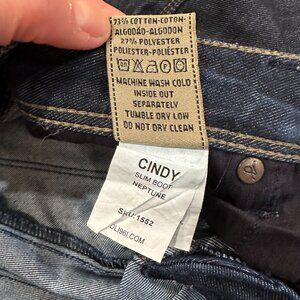 73% COTTON-COTON-
ALGODÃO-ALGODON
27% POLYESTER
POLIESTER-POLIÉSTER
MACHINE WASH COLD
INSIDE OUT
SEPARATELY
TUMBLE DRY LOW
DO NOT DRY CLEAN
CINDY
SLIM BOOT
NEPTUNE
SKU: 1552